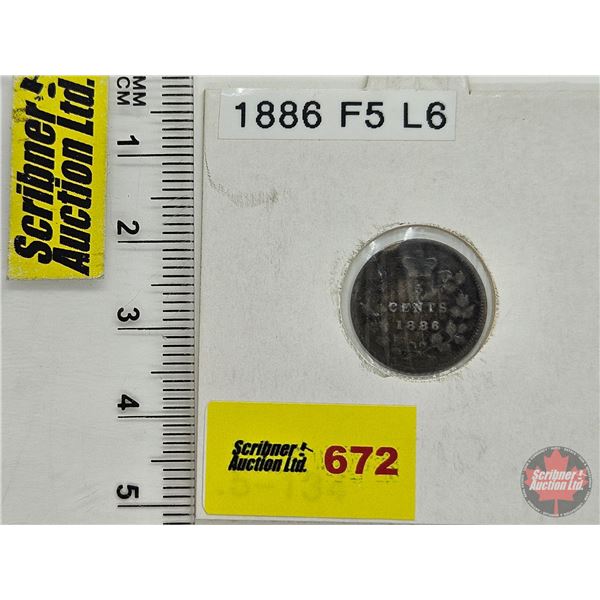 Scribner
Auction Ltd.
MM
CM
1
2
3
4
5
1886 F5 L6
5
CENTS
1886
Scribner
Auction Ltd.
672
Scribner
Auction Ltd.